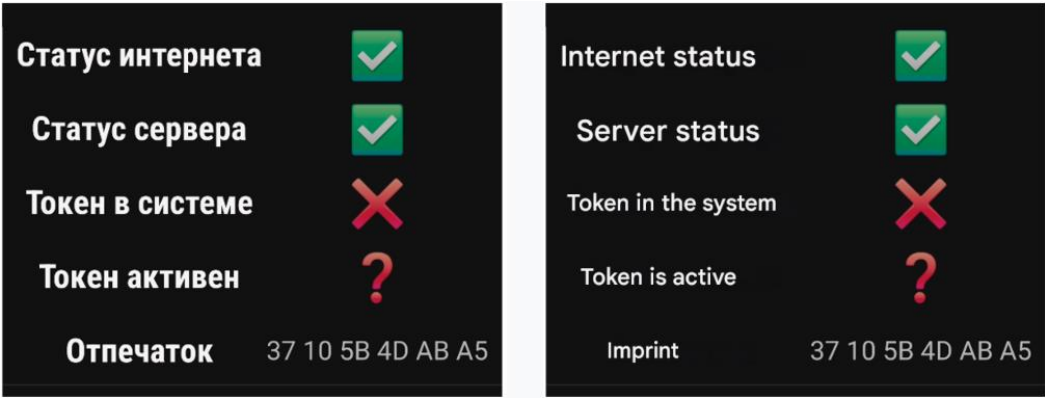 Статус интернета ✅
Статус сервера ✅
Токен в системе ❌
Токен активен ❓
Отпечаток 37 10 5B 4D AB A5
Internet status ✅
Server status ✅
Token in the system ❌
Token is active ❓
Imprint 37 10 5B 4D AB A5